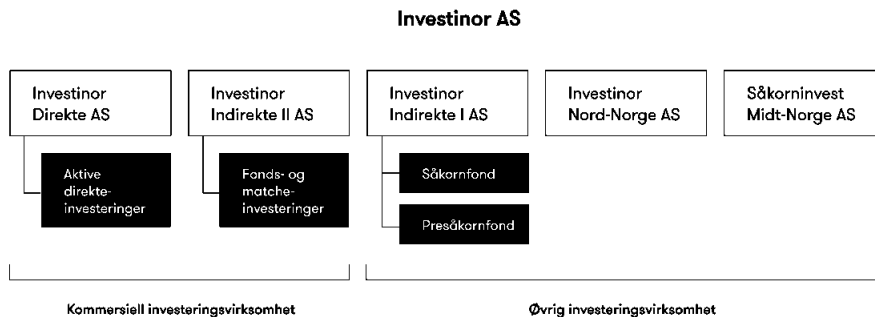 Investinor AS
Investinor
Direkte AS
Investinor
Indirekte II AS
Investinor
Indirekte I AS
Investinor
Nord-Norge AS
Såkorninvest
Midt-Norge AS
Aktive
direkte-
investeringer
Fonds- og
matche-
investeringer
Såkornfond
Presåkornfond
Kommersiell investeringsvirksomhet
Øvrig investeringsvirksomhet